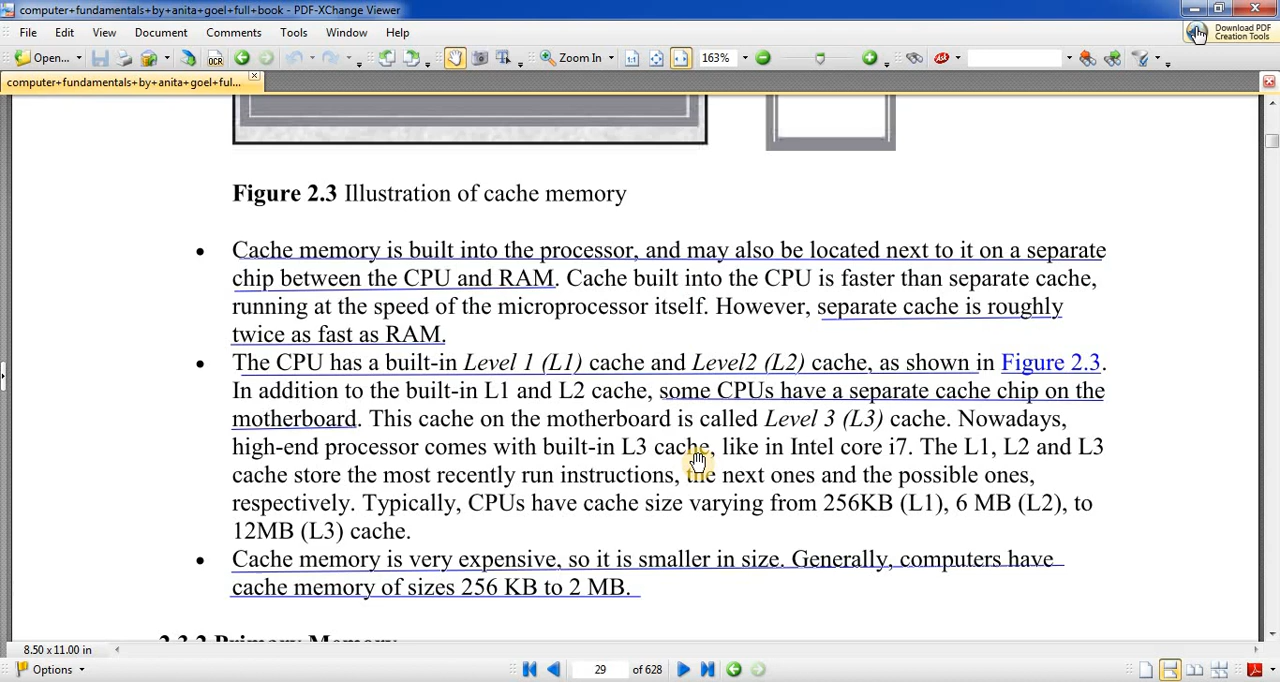 computer+fundamentals+by+anita+goel+full+book - PDF-XChange Viewer
File Edit View Document Comments Tools Window Help
Download PDF
Creation Tools
Open... OCR Zoom In 163%
computer+fundamentals+by+anita+goel+ful...
Figure 2.3 Illustration of cache memory
• Cache memory is built into the processor, and may also be located next to it on a separate
chip between the CPU and RAM. Cache built into the CPU is faster than separate cache,
running at the speed of the microprocessor itself. However, separate cache is roughly
twice as fast as RAM.
• The CPU has a built-in Level 1 (L1) cache and Level2 (L2) cache, as shown in Figure 2.3.
In addition to the built-in L1 and L2 cache, some CPUs have a separate cache chip on the
motherboard. This cache on the motherboard is called Level 3 (L3) cache. Nowadays,
high-end processor comes with built-in L3 cache, like in Intel core i7. The L1, L2 and L3
cache store the most recently run instructions, the next ones and the possible ones,
respectively. Typically, CPUs have cache size varying from 256KB (L1), 6 MB (L2), to
12MB (L3) cache.
• Cache memory is very expensive, so it is smaller in size. Generally, computers have
cache memory of sizes 256 KB to 2 MB.
2.3.2 Primary Memory
8.50 x 11.00 in
Options 29 of 628